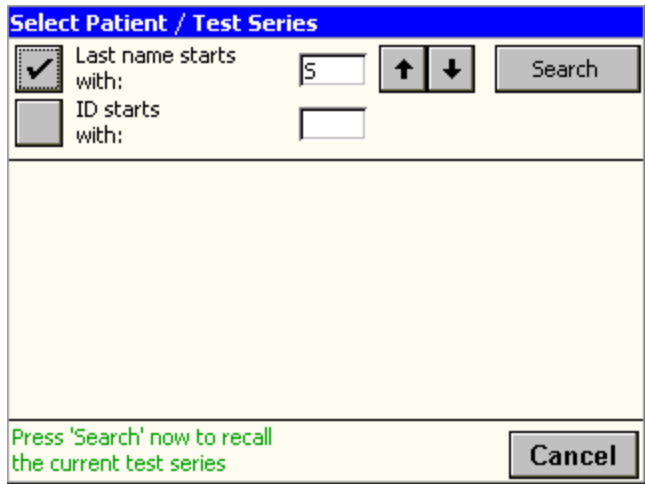 Select Patient / Test Series
Last name starts
with:
S
Search
ID starts
with:
Press 'Search' now to recall
the current test series
Cancel